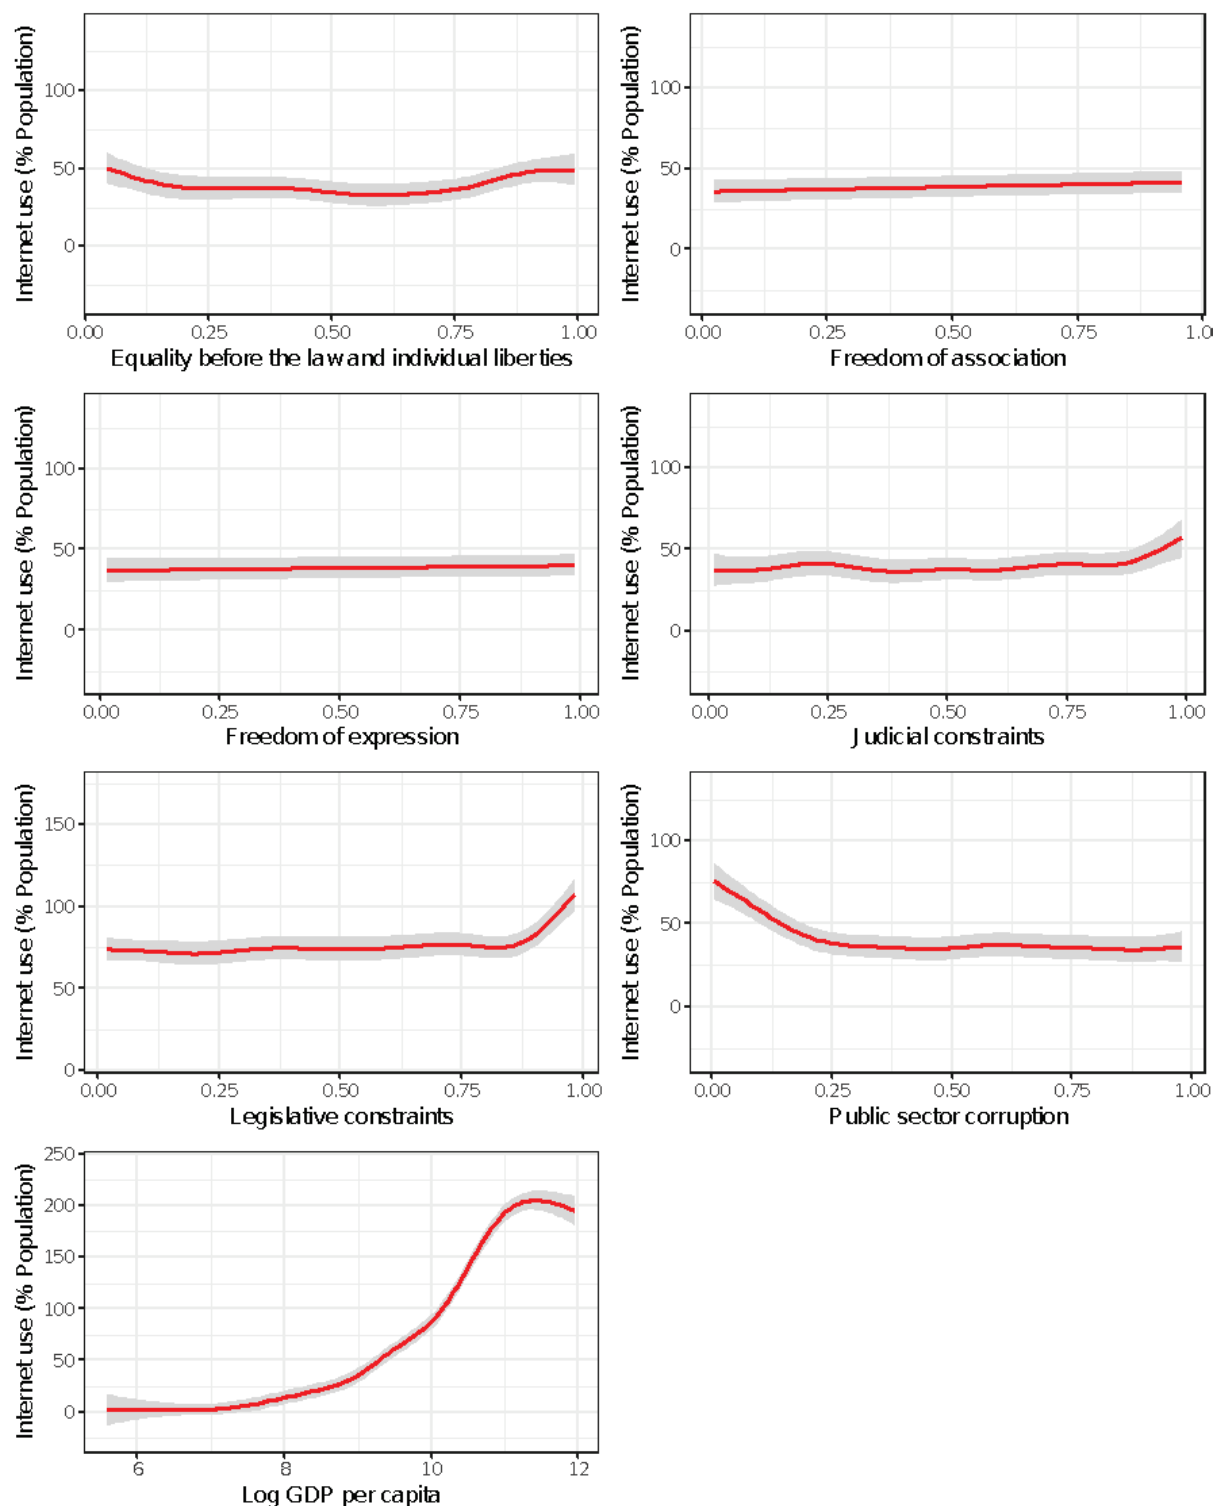 Internet use (% Population)
100
50
0
0.00 0.25 0.50 0.75 1.00
Equality before the law and individual liberties
Internet use (% Population)
100
50
0
0.00 0.25 0.50 0.75 1.0
Freedom of association
Internet use (% Population)
100
50
0
0.00 0.25 0.50 0.75 1.00
Freedom of expression
Internet use (% Population)
100
50
0
0.00 0.25 0.50 0.75 1.00
Judicial constraints
Internet use (% Population)
150
100
50
0
0.00 0.25 0.50 0.75 1.00
Legislative constraints
Internet use (% Population)
100
50
0
0.00 0.25 0.50 0.75 1.00
Public sector corruption
Internet use (% Population)
250
200
150
100
50
0
6 8 10 12
Log GDP per capita